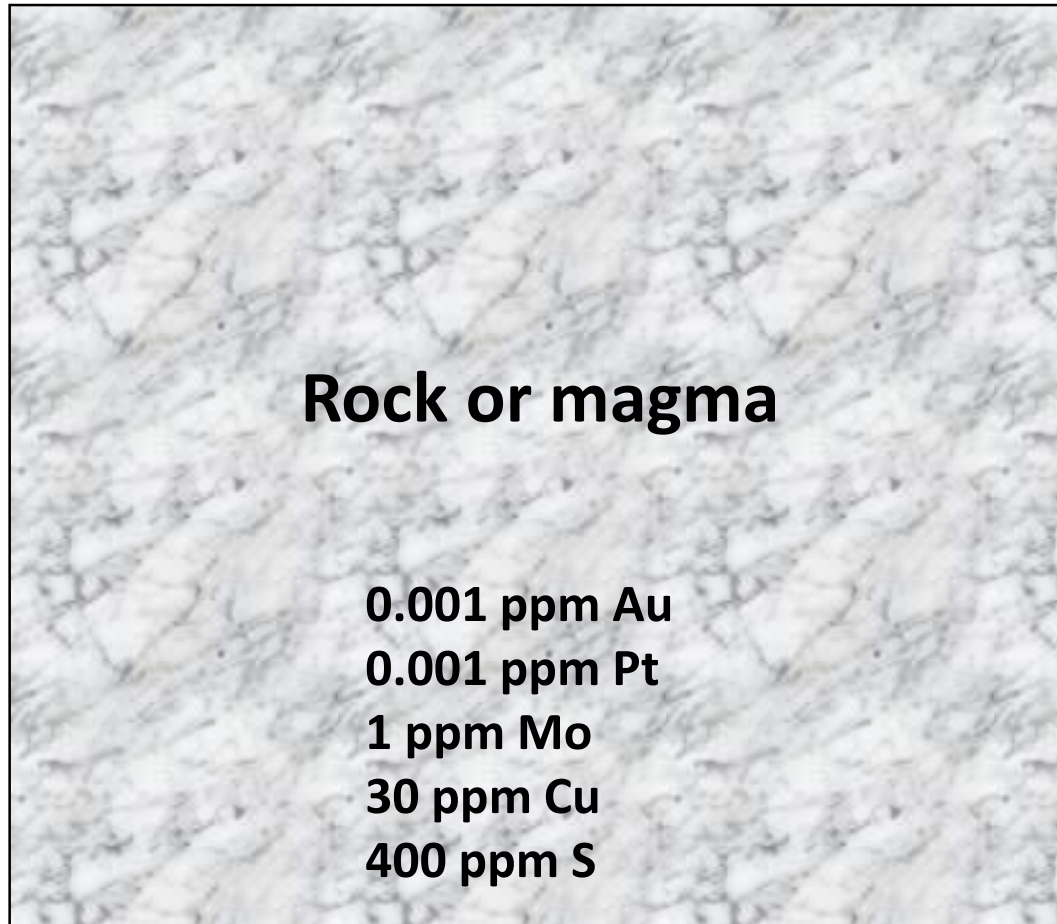 Rock or magma
0.001 ppm Au
0.001 ppm Pt
1 ppm Mo
30 ppm Cu
400 ppm S